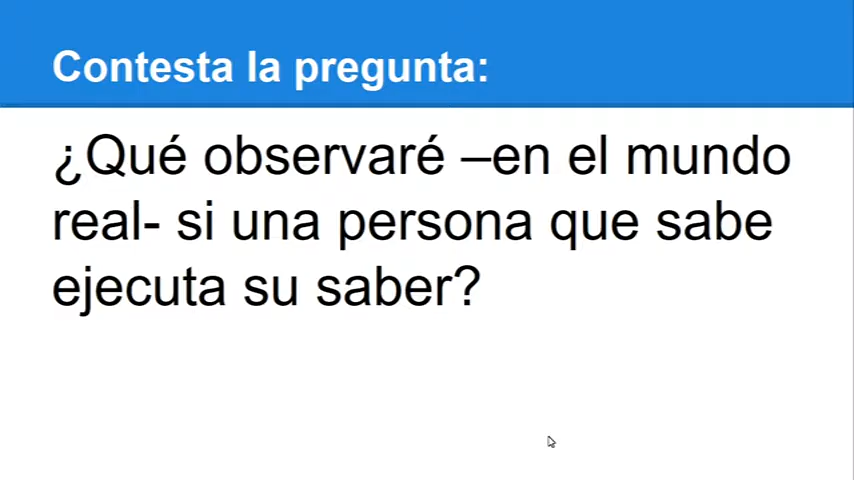 Contesta la pregunta:
¿Qué observaré –en el mundo
real- si una persona que sabe
ejecuta su saber?